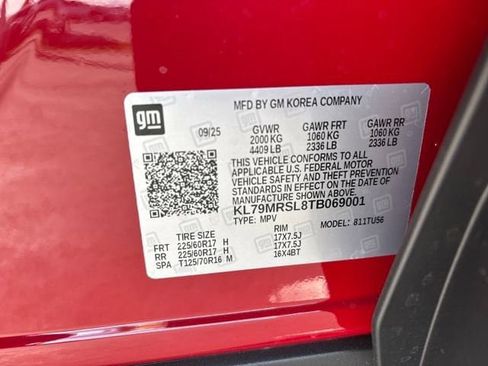 MFD BY GM KOREA COMPANY
gm
09/25 GVWR GAWR FRT GAWR RR
2000 KG 1060 KG 1060 KG
4409 LB 2336 LB 2336 LB
THIS VEHICLE CONFORMS TO ALL
APPLICABLE U.S. FEDERAL MOTOR
VEHICLE SAFETY STANDARDS IN
EFFECT ON THE DATE OF
MANUFACTURE SHOWN ABOVE.
KL79MRSL8TB069001
TYPE: MPV MODEL: 811TU56
TIRE SIZE RIM
FRT 225/60R17 H 17X7.5J
RR 225/60R17 H 17X7.5J
SPA T125/70R16 M 16X4BT